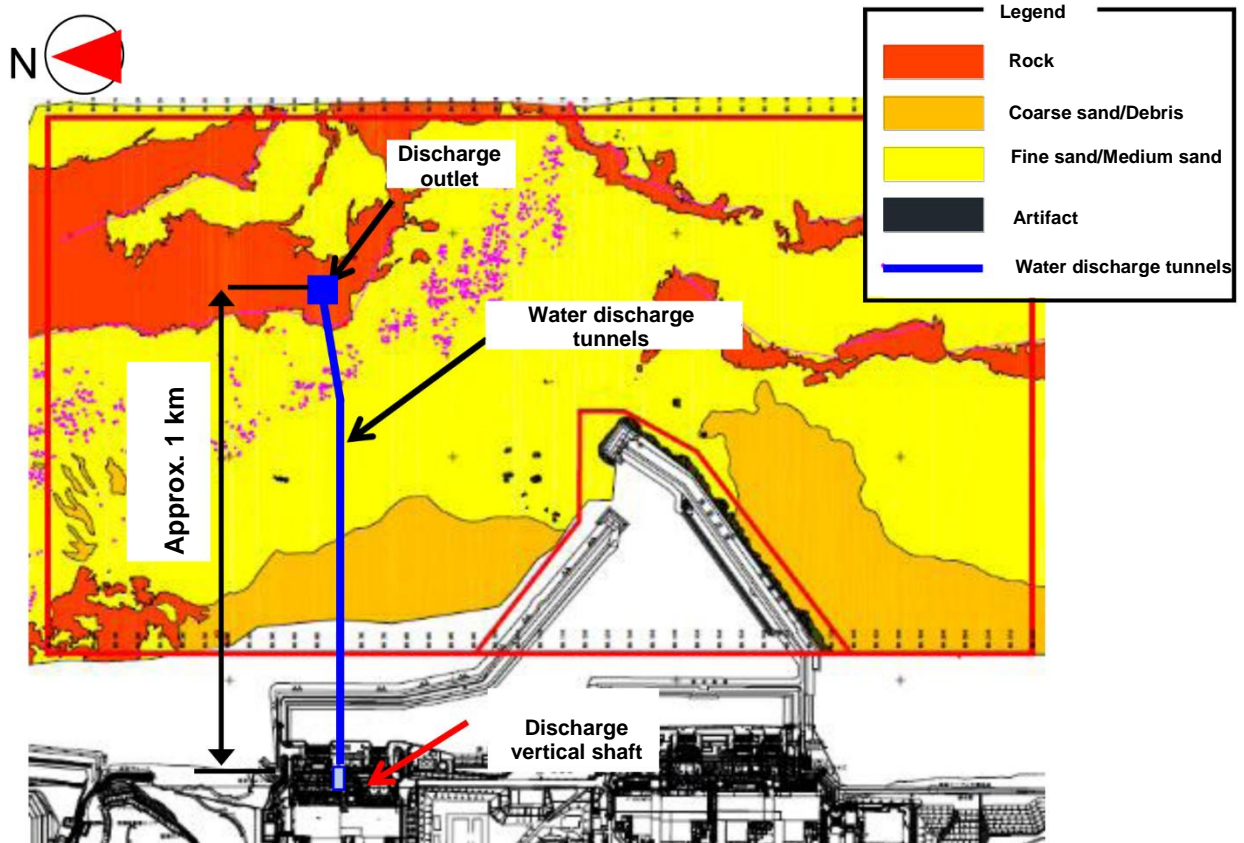 Legend
N
Rock
Coarse sand/Debris
Discharge
outlet
Fine sand/Medium sand
Artifact
Water discharge tunnels
Water discharge
tunnels
Approx. 1 km
Discharge
vertical shaft